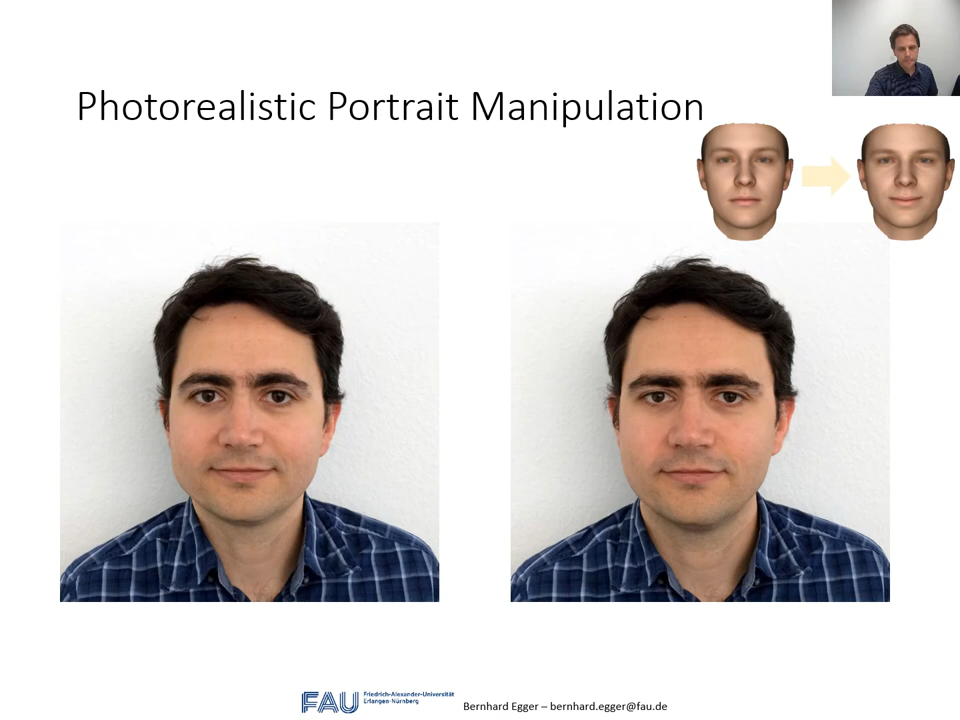 Photorealistic Portrait Manipulation
FAU Friedrich-Alexander-Universität
Erlangen-Nürnberg
Bernhard Egger – bernhard.egger@fau.de